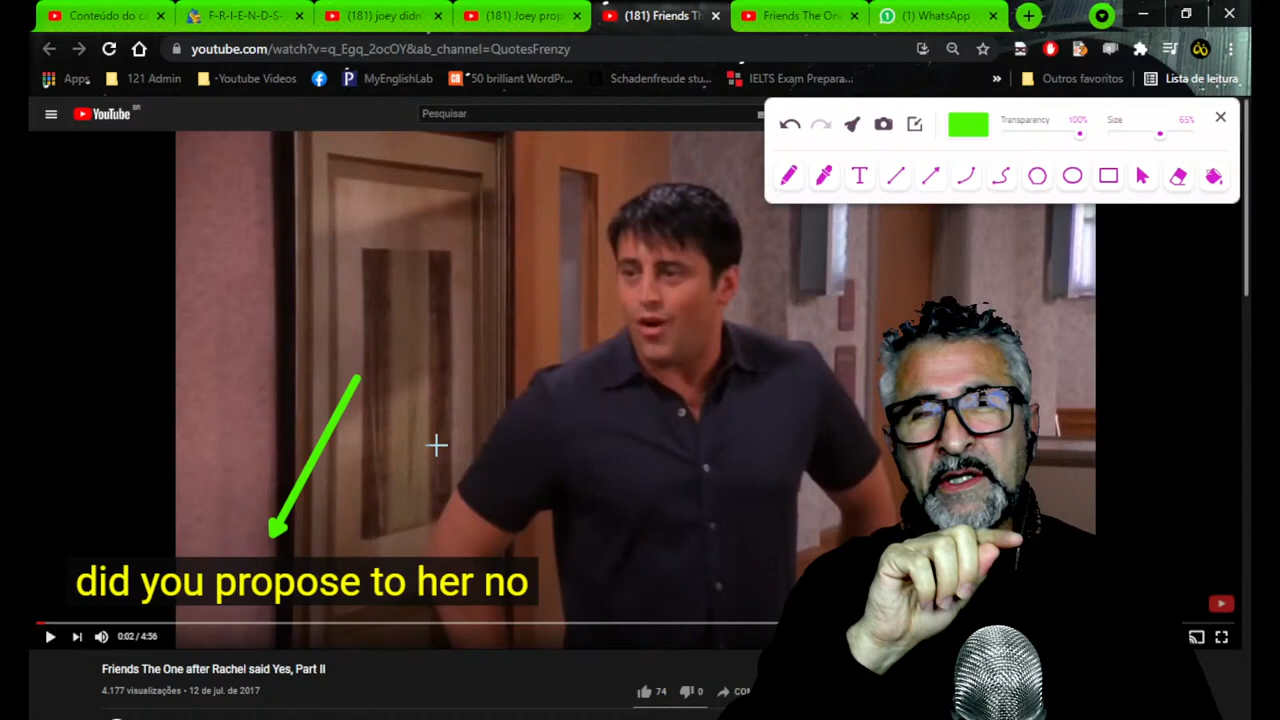 Conteúdo do c
F-R-I-E-N-D-S-
(181) joey didn'
(181) Joey prop
(181) Friends T
Friends The One
(1) WhatsApp
youtube.com/watch?v=q_Egq_2ocOY&ab_channel=QuotesFrenzy
Apps
121 Admin
-Youtube Videos
MyEnglishLab
50 brilliant WordPr...
Schadenfreude stu...
IELTS Exam Prepara...
»
Outros favoritos
Lista de leitura
YouTube BR
Pesquisar
Transparency 100%
Size 65%
T
did you propose to her no
0:02 / 4:56
Friends The One after Rachel said Yes, Part II
4.177 visualizações • 12 de jul. de 2017
74
0
CO